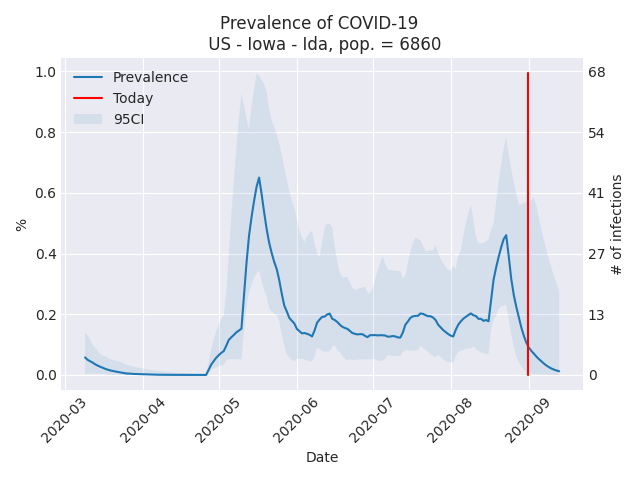 Prevalence of COVID-19
US - Iowa - Ida, pop. = 6860
Prevalence
Today
95CI
1.0
0.8
0.6
0.4
0.2
0.0
%
68
54
41
27
13
0
# of infections
2020-03
2020-04
2020-05
2020-06
2020-07
2020-08
2020-09
Date